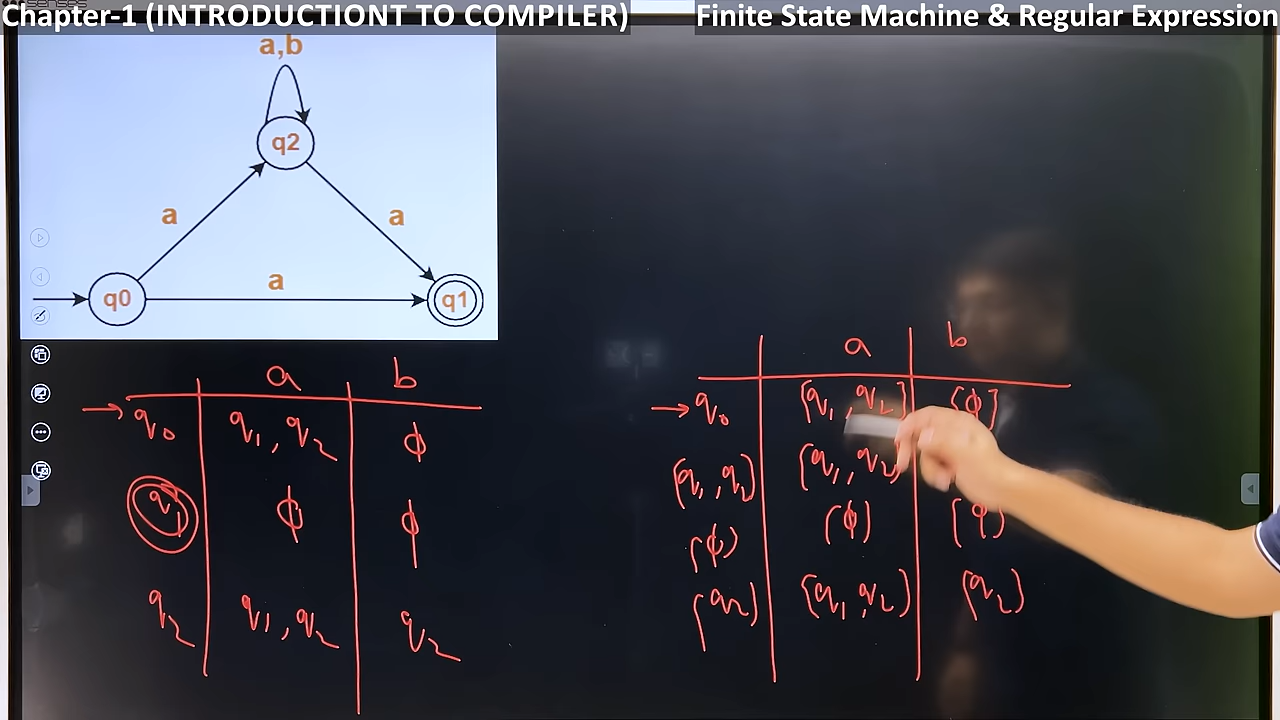 Chapter-1 (INTRODUCTIONT TO COMPILER)
Finite State Machine & Regular Expression
a,b
q2
a
a
q0
a
q1
a b
→ q0 q1, q2 ϕ
q1 ϕ ϕ
q2 q1, q2 q2
a b
→ q0 [q1, q2] [ϕ]
[q1, q2] [q1, q2
[ϕ] [ϕ] [ϕ]
[q2] [q1, q2] [q2]